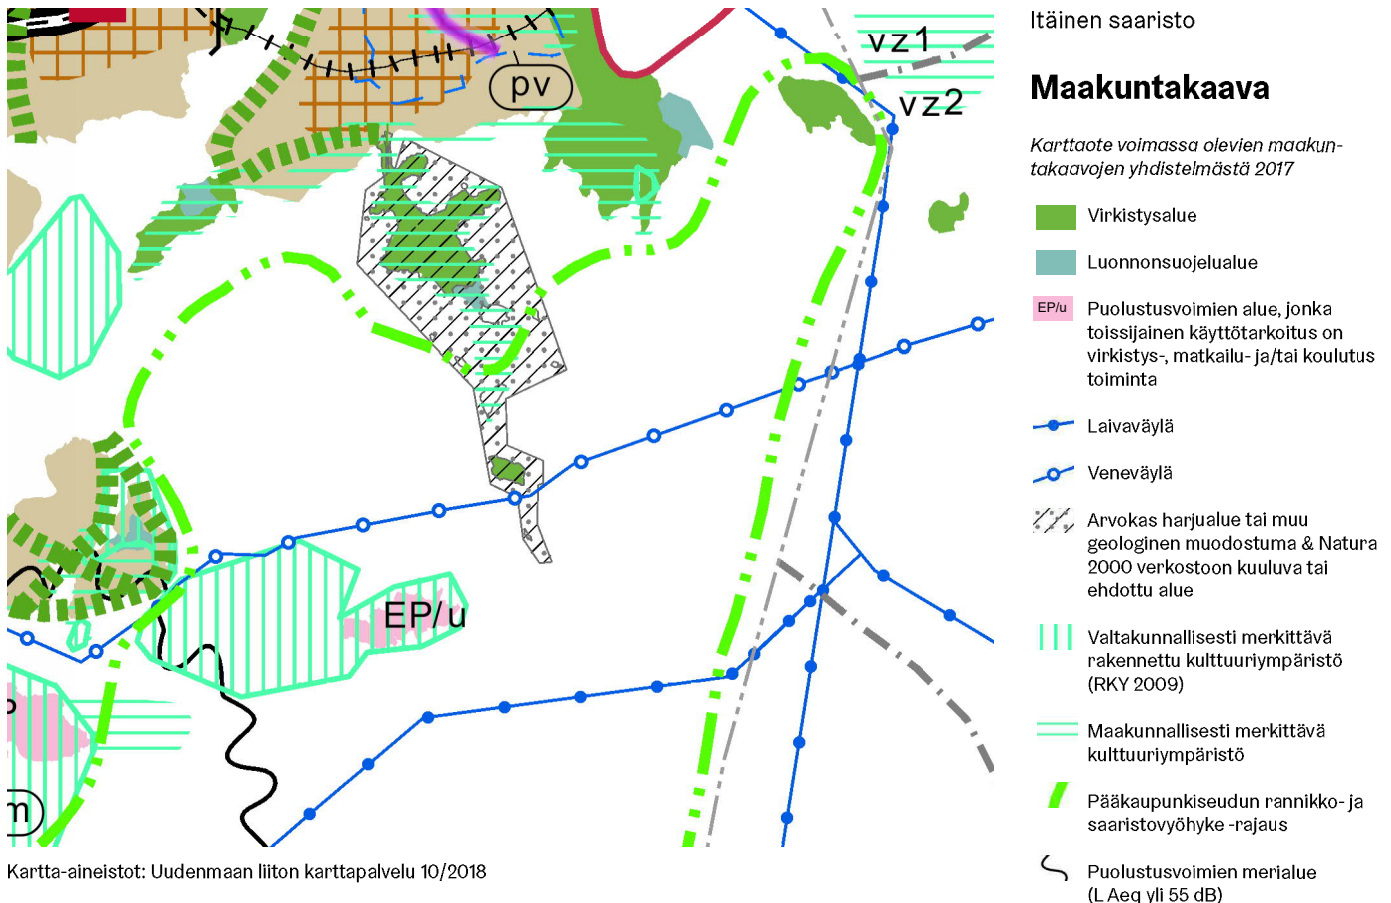 vz1
pv
vz2
EP/u
m
Kartta-aineistot: Uudenmaan liiton karttapalvelu 10/2018
Itäinen saaristo
Maakuntakaava
Karttaote voimassa olevien maakun-
takaavojen yhdistelmästä 2017
Virkistysalue
Luonnonsuojelualue
EP/u
Puolustusvoimien alue, jonka
toissijainen käyttötarkoitus on
virkistys-, matkailu- ja/tai koulutus
toiminta
Laivaväylä
Veneväylä
Arvokas harjualue tai muu
geologinen muodostuma & Natura
2000 verkostoon kuuluva tai
ehdottu alue
Valtakunnallisesti merkittävä
rakennettu kulttuuriympäristö
(RKY 2009)
Maakunnallisesti merkittävä
kulttuuriympäristö
Pääkaupunkiseudun rannikko- ja
saaristovyöhyke -rajaus
Puolustusvoimien merialue
(L Aeq yli 55 dB)